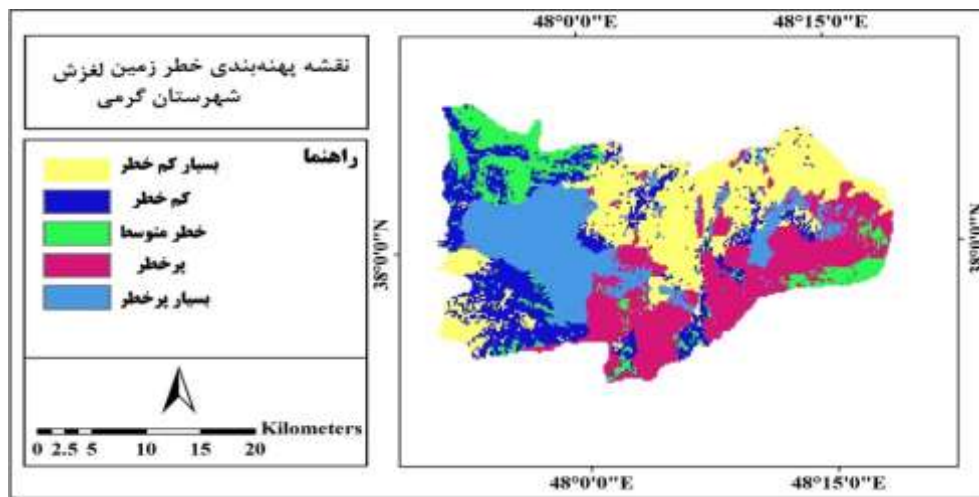 نقشه پهنه‌بندی خطر زمین لغزش
شهرستان گرمی
راهنما
بسیار کم خطر
کم خطر
خطر متوسط
پرخطر
بسیار پرخطر
Kilometers
0 2.5 5 10 15 20
48°0'0"E 48°15'0"E
38°0'0"N
38°0'0"N
48°0'0"E 48°15'0"E